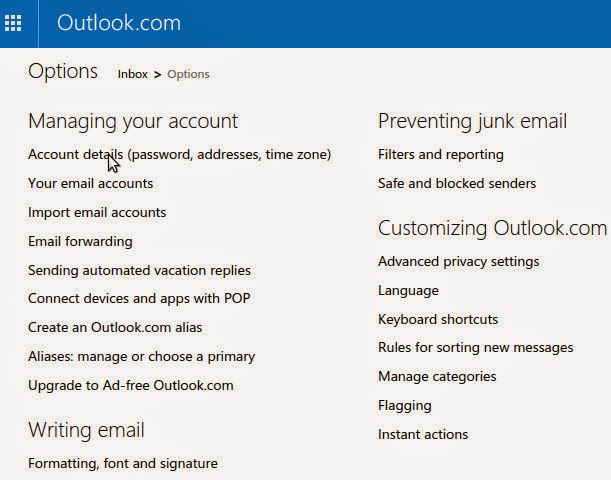 Outlook.com
Options Inbox > Options
Managing your account
Account details (password, addresses, time zone)
Your email accounts
Import email accounts
Email forwarding
Sending automated vacation replies
Connect devices and apps with POP
Create an Outlook.com alias
Aliases: manage or choose a primary
Upgrade to Ad-free Outlook.com
Writing email
Formatting, font and signature
Preventing junk email
Filters and reporting
Safe and blocked senders
Customizing Outlook.com
Advanced privacy settings
Language
Keyboard shortcuts
Rules for sorting new messages
Manage categories
Flagging
Instant actions